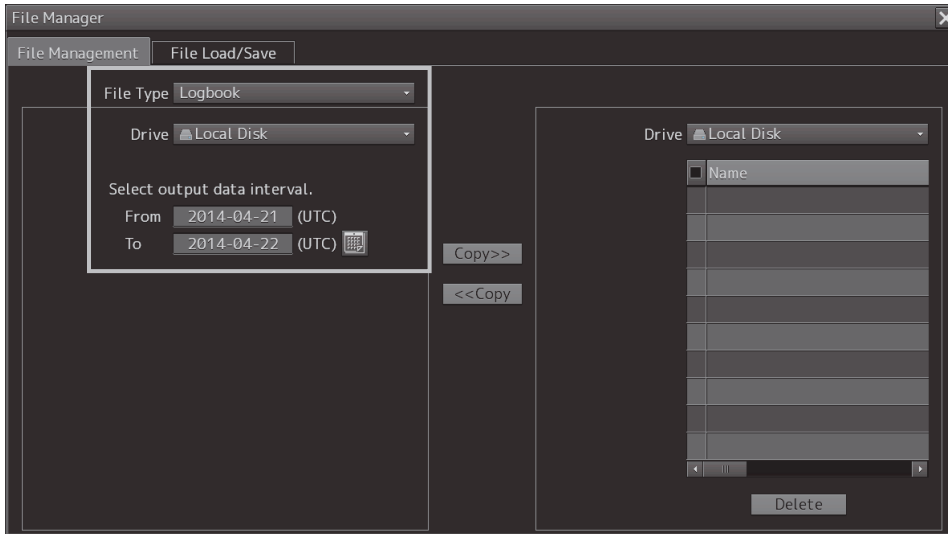 File Manager
File Management
File Load/Save
File Type Logbook
Drive Local Disk
Select output data interval.
From 2014-04-21 (UTC)
To 2014-04-22 (UTC)
Copy>>
<<Copy
Drive Local Disk
Name
Delete